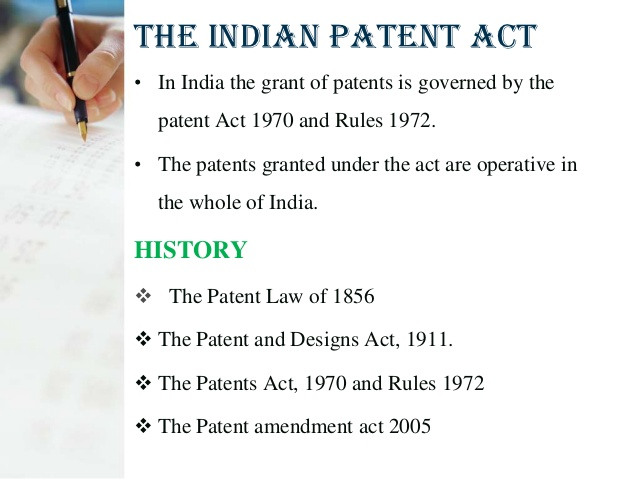 THE INDIAN PATENT ACT
• In India the grant of patents is governed by the
patent Act 1970 and Rules 1972.
• The patents granted under the act are operative in
the whole of India.
HISTORY
❖ The Patent Law of 1856
❖ The Patent and Designs Act, 1911.
❖ The Patents Act, 1970 and Rules 1972
❖ The Patent amendment act 2005